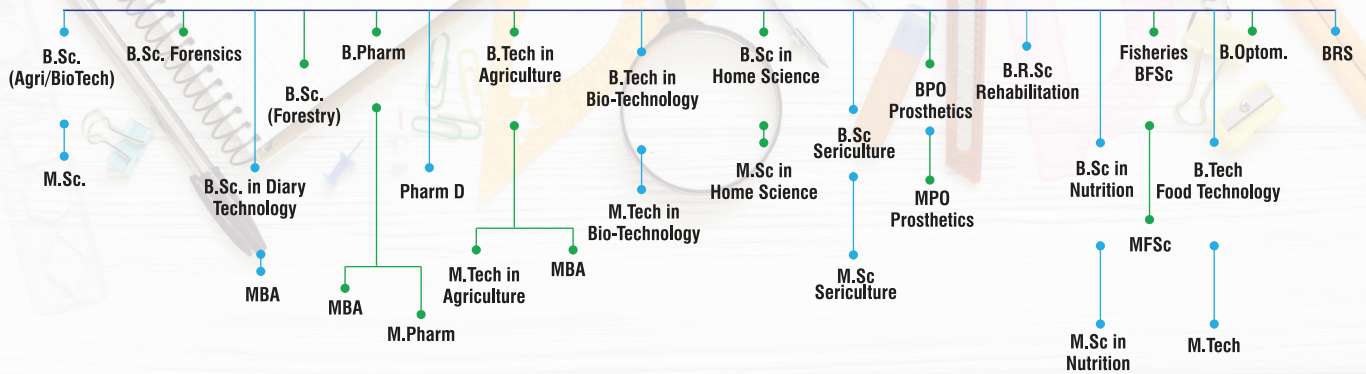 B.Sc.
(Agri/BioTech)
M.Sc.
B.Sc. Forensics
B.Sc. in Diary
Technology
MBA
B.Sc.
(Forestry)
B.Pharm
MBA
M.Pharm
Pharm D
B.Tech in
Agriculture
M.Tech in
Agriculture
MBA
B.Tech in
Bio-Technology
M.Tech in
Bio-Technology
B.Sc in
Home Science
M.Sc in
Home Science
B.Sc
Sericulture
M.Sc
Sericulture
BPO
Prosthetics
MPO
Prosthetics
B.R.Sc
Rehabilitation
B.Sc in
Nutrition
M.Sc in
Nutrition
Fisheries
BFSc
MFSc
B.Tech
Food Technology
M.Tech
B.Optom.
BRS